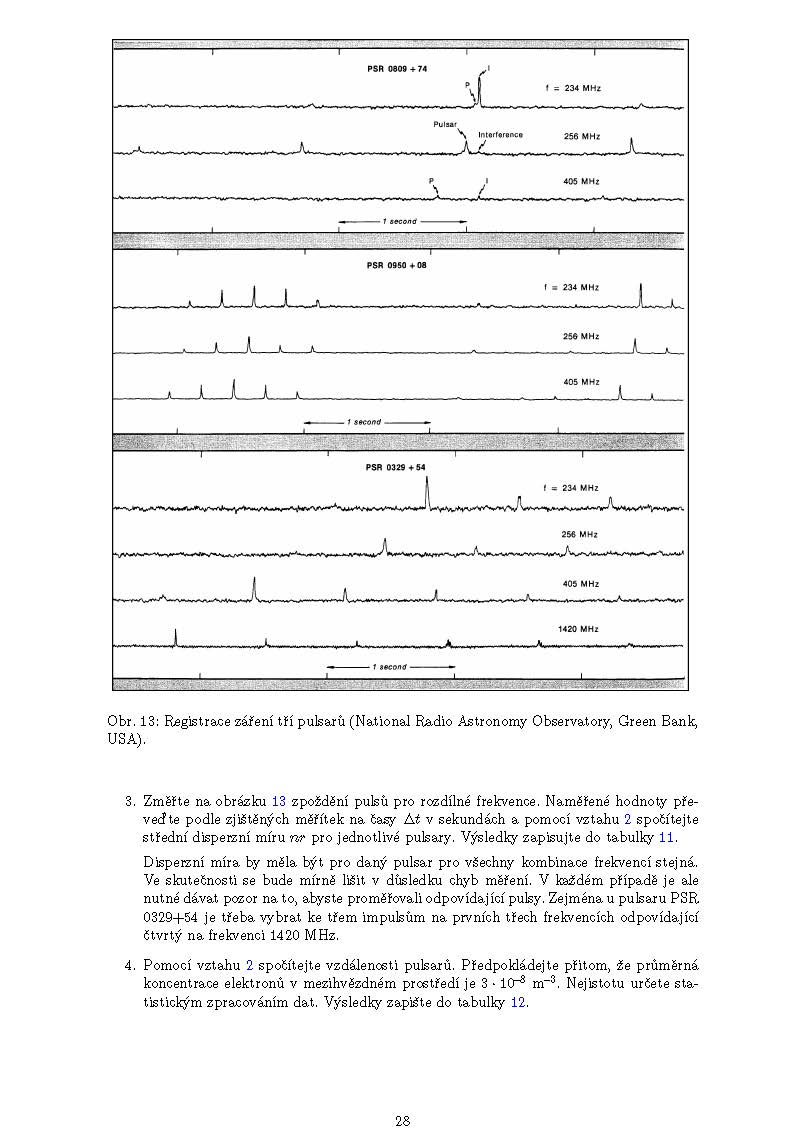 PSR 0809 + 74
P
I
f = 234 MHz
Pulsar
Interference
256 MHz
P
I
405 MHz
1 second
PSR 0950 + 08
f = 234 MHz
256 MHz
405 MHz
1 second
PSR 0329 + 54
f = 234 MHz
256 MHz
405 MHz
1420 MHz
1 second
Obr. 13: Registrace záření tří pulsarů (National Radio Astronomy Observatory, Green Bank,
USA).
3. Změřte na obrázku 13 zpoždění pulsů pro rozdílné frekvence. Naměřené hodnoty pře-
veďte podle zjištěných měřítek na časy Δt v sekundách a pomocí vztahu 2 spočítejte
střední disperzní míru nr pro jednotlivé pulsary. Výsledky zapisujte do tabulky 11.
Disperzní míra by měla být pro daný pulsar pro všechny kombinace frekvencí stejná.
Ve skutečnosti se bude mírně lišit v důsledku chyb měření. V každém případě je ale
nutné dávat pozor na to, abyste proměřovali odpovídající pulsy. Zejména u pulsaru PSR
0329+54 je třeba vybrat ke třem impulsům na prvních třech frekvencích odpovídající
čtvrtý na frekvenci 1420 MHz.
4. Pomocí vztahu 2 spočítejte vzdálenosti pulsarů. Předpokládejte přitom, že průměrná
koncentrace elektronů v mezihvězdném prostředí je 3 · 10⁻⁸ m⁻³. Nejistotu určete sta-
tistickým zpracováním dat. Výsledky zapište do tabulky 12.
28